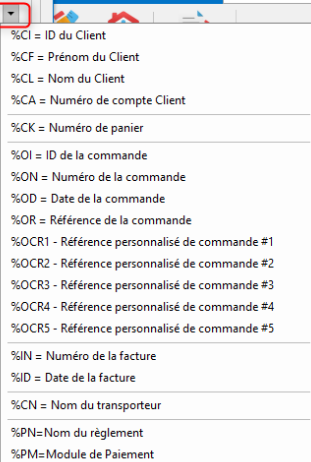 %CI = ID du Client
%CF = Prénom du Client
%CL = Nom du Client
%CA = Numéro de compte Client
%CK = Numéro de panier
%OI = ID de la commande
%ON = Numéro de la commande
%OD = Date de la commande
%OR = Référence de la commande
%OCR1 - Référence personnalisé de commande #1
%OCR2 - Référence personnalisé de commande #2
%OCR3 - Référence personnalisé de commande #3
%OCR4 - Référence personnalisé de commande #4
%OCR5 - Référence personnalisé de commande #5
%IN = Numéro de la facture
%ID = Date de la facture
%CN = Nom du transporteur
%PN=Nom du règlement
%PM=Module de Paiement